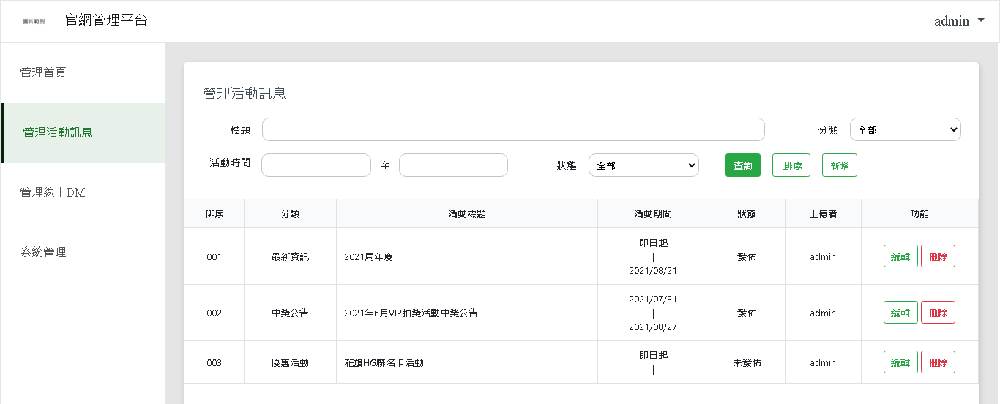 圖片範例
官網管理平台
admin
管理首頁
管理活動訊息
管理線上DM
系統管理
管理活動訊息
標題
分類
全部
活動時間
至
狀態
全部
查詢
排序
新增
排序 分類 活動標題 活動期間 狀態 上傳者 功能
001 最新資訊 2021周年慶 即日起
|
2021/08/21
發佈 admin 編輯 刪除
002 中獎公告 2021年6月VIP抽獎活動中獎公告 2021/07/31
|
2021/08/27
發佈 admin 編輯 刪除
003 優惠活動 花旗HG聯名卡活動 即日起
|
未發佈 admin 編輯 刪除